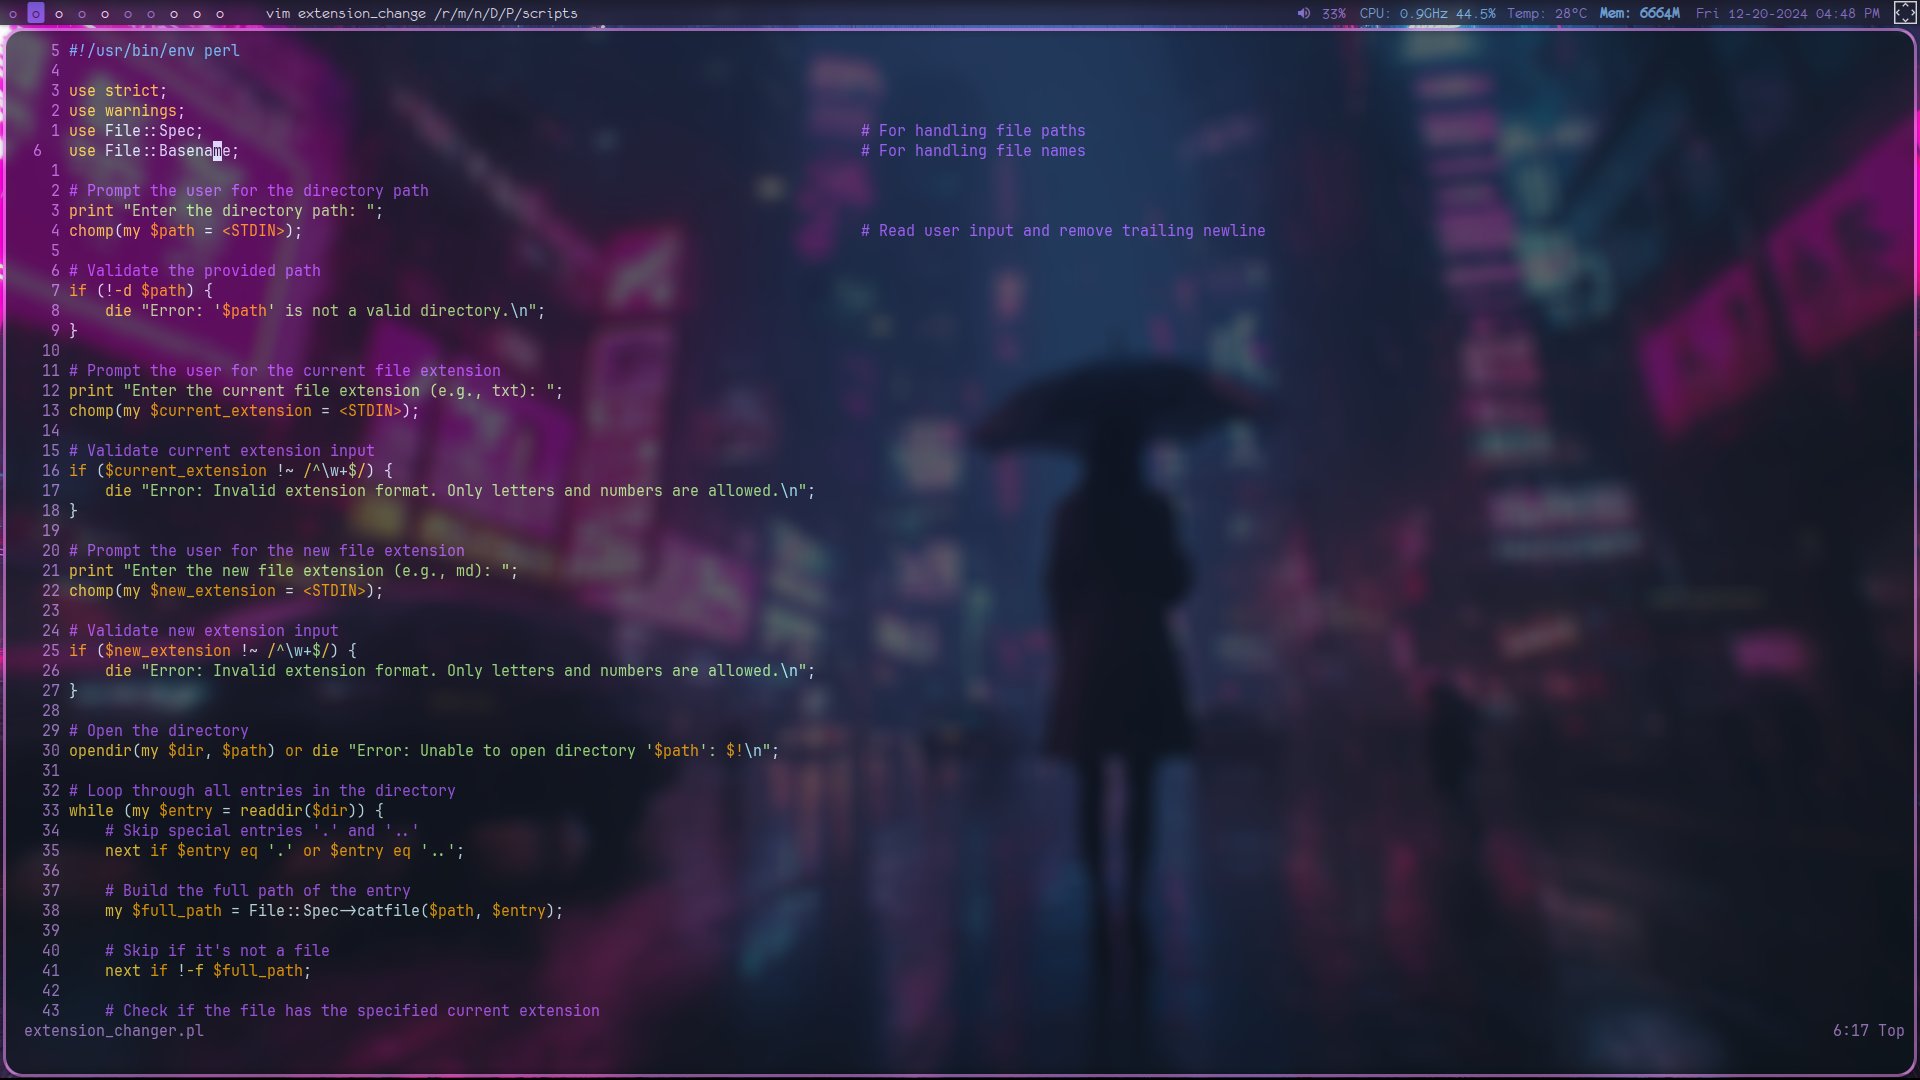 vim extension_change /r/m/n/D/P/scripts
33% CPU: 0.9GHz 44.5% Temp: 28°C Mem: 6664M Fri 12-20-2024 04:48 PM
5 #!/usr/bin/env perl
4
3 use strict;
2 use warnings;
1 use File::Spec; # For handling file paths
6 use File::Basename; # For handling file names
1
2 # Prompt the user for the directory path
3 print "Enter the directory path: ";
4 chomp(my $path = <STDIN>); # Read user input and remove trailing newline
5
6 # Validate the provided path
7 if (!-d $path) {
8     die "Error: '$path' is not a valid directory.\n";
9 }
10
11 # Prompt the user for the current file extension
12 print "Enter the current file extension (e.g., txt): ";
13 chomp(my $current_extension = <STDIN>);
14
15 # Validate current extension input
16 if ($current_extension !~ /^\w+$/) {
17     die "Error: Invalid extension format. Only letters and numbers are allowed.\n";
18 }
19
20 # Prompt the user for the new file extension
21 print "Enter the new file extension (e.g., md): ";
22 chomp(my $new_extension = <STDIN>);
23
24 # Validate new extension input
25 if ($new_extension !~ /^\w+$/) {
26     die "Error: Invalid extension format. Only letters and numbers are allowed.\n";
27 }
28
29 # Open the directory
30 opendir(my $dir, $path) or die "Error: Unable to open directory '$path': $!\n";
31
32 # Loop through all entries in the directory
33 while (my $entry = readdir($dir)) {
34     # Skip special entries '.' and '..'
35     next if $entry eq '.' or $entry eq '..';
36
37     # Build the full path of the entry
38     my $full_path = File::Spec->catfile($path, $entry);
39
40     # Skip if it's not a file
41     next if !-f $full_path;
42
43     # Check if the file has the specified current extension
extension_changer.pl 6:17 Top